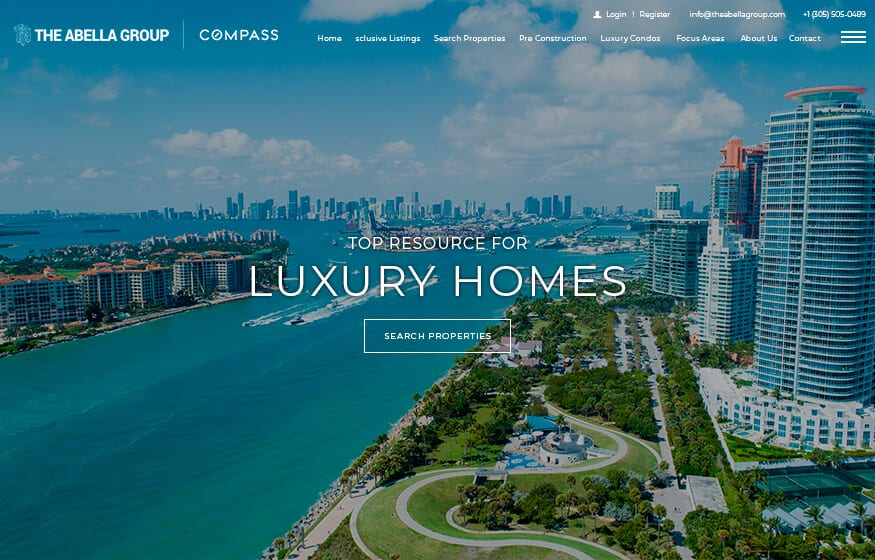 Login | Register info@theabellagroup.com +1 (305) 505-0489
THE ABELLA GROUP COMPASS
Home sclusive Listings Search Properties Pre Construction Luxury Condos Focus Areas About Us Contact
TOP RESOURCE FOR
LUXURY HOMES
SEARCH PROPERTIES